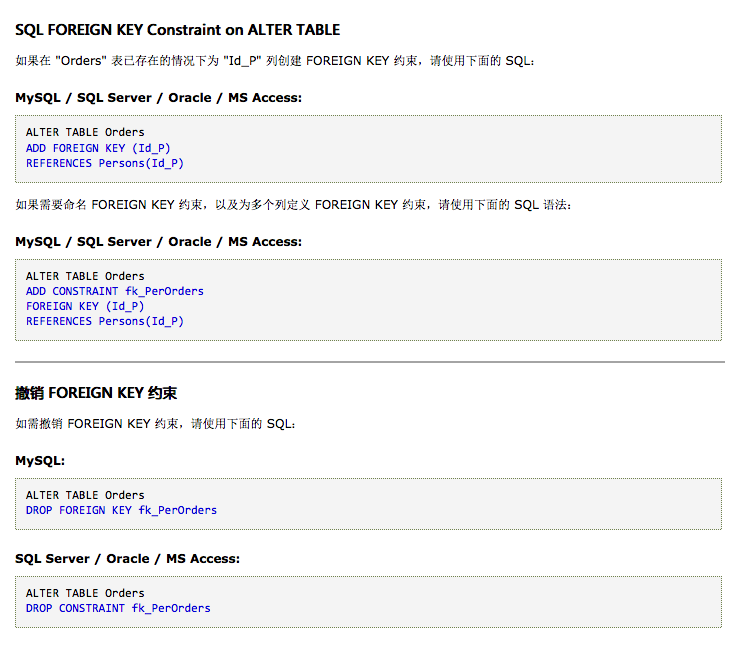 SQL FOREIGN KEY Constraint on ALTER TABLE
如果在 "Orders" 表已存在的情况下为 "Id_P" 列创建 FOREIGN KEY 约束，请使用下面的 SQL：
MySQL / SQL Server / Oracle / MS Access:
ALTER TABLE Orders
ADD FOREIGN KEY (Id_P)
REFERENCES Persons(Id_P)
如果需要命名 FOREIGN KEY 约束，以及为多个列定义 FOREIGN KEY 约束，请使用下面的 SQL 语法：
MySQL / SQL Server / Oracle / MS Access:
ALTER TABLE Orders
ADD CONSTRAINT fk_PerOrders
FOREIGN KEY (Id_P)
REFERENCES Persons(Id_P)
撤销 FOREIGN KEY 约束
如需撤销 FOREIGN KEY 约束，请使用下面的 SQL：
MySQL:
ALTER TABLE Orders
DROP FOREIGN KEY fk_PerOrders
SQL Server / Oracle / MS Access:
ALTER TABLE Orders
DROP CONSTRAINT fk_PerOrders